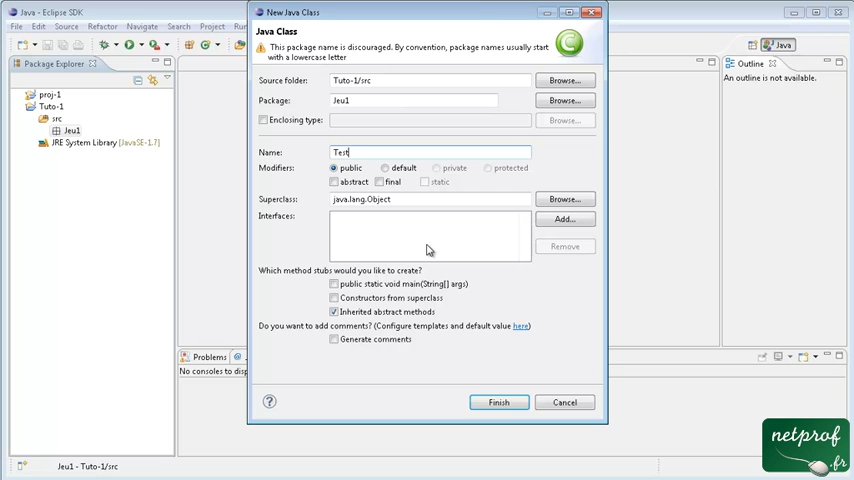 Java - Eclipse SDK
File Edit Source Refactor Navigate Search Project
New Java Class
Java Class
This package name is discouraged. By convention, package names usually start
with a lowercase letter
Java
Package Explorer
Outline
An outline is not available.
proj-1
Tuto-1
src
Jeu1
JRE System Library [JavaSE-1.7]
Source folder: Tuto-1/src Browse...
Package: Jeu1 Browse...
Enclosing type: Browse...
Name: Test
Modifiers: public default private protected
abstract final static
Superclass: java.lang.Object Browse...
Interfaces: Add...
Remove
Which method stubs would you like to create?
public static void main(String[] args)
Constructors from superclass
Inherited abstract methods
Do you want to add comments? (Configure templates and default value here)
Generate comments
Problems @
No consoles to disp
Finish Cancel
Jeu1 - Tuto-1/src
netprof
.fr